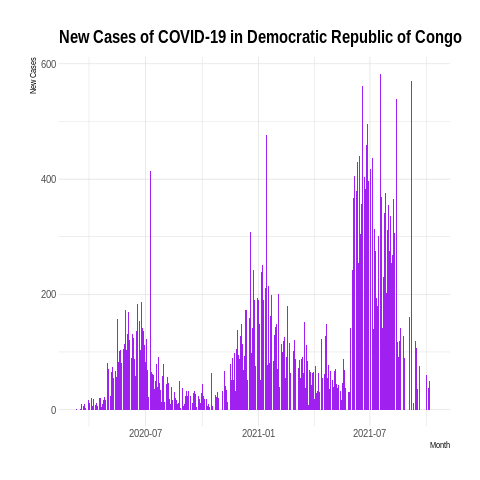 New Cases of COVID-19 in Democratic Republic of Congo
New Cases
600
400
200
0
2020-07
2021-01
2021-07
Month